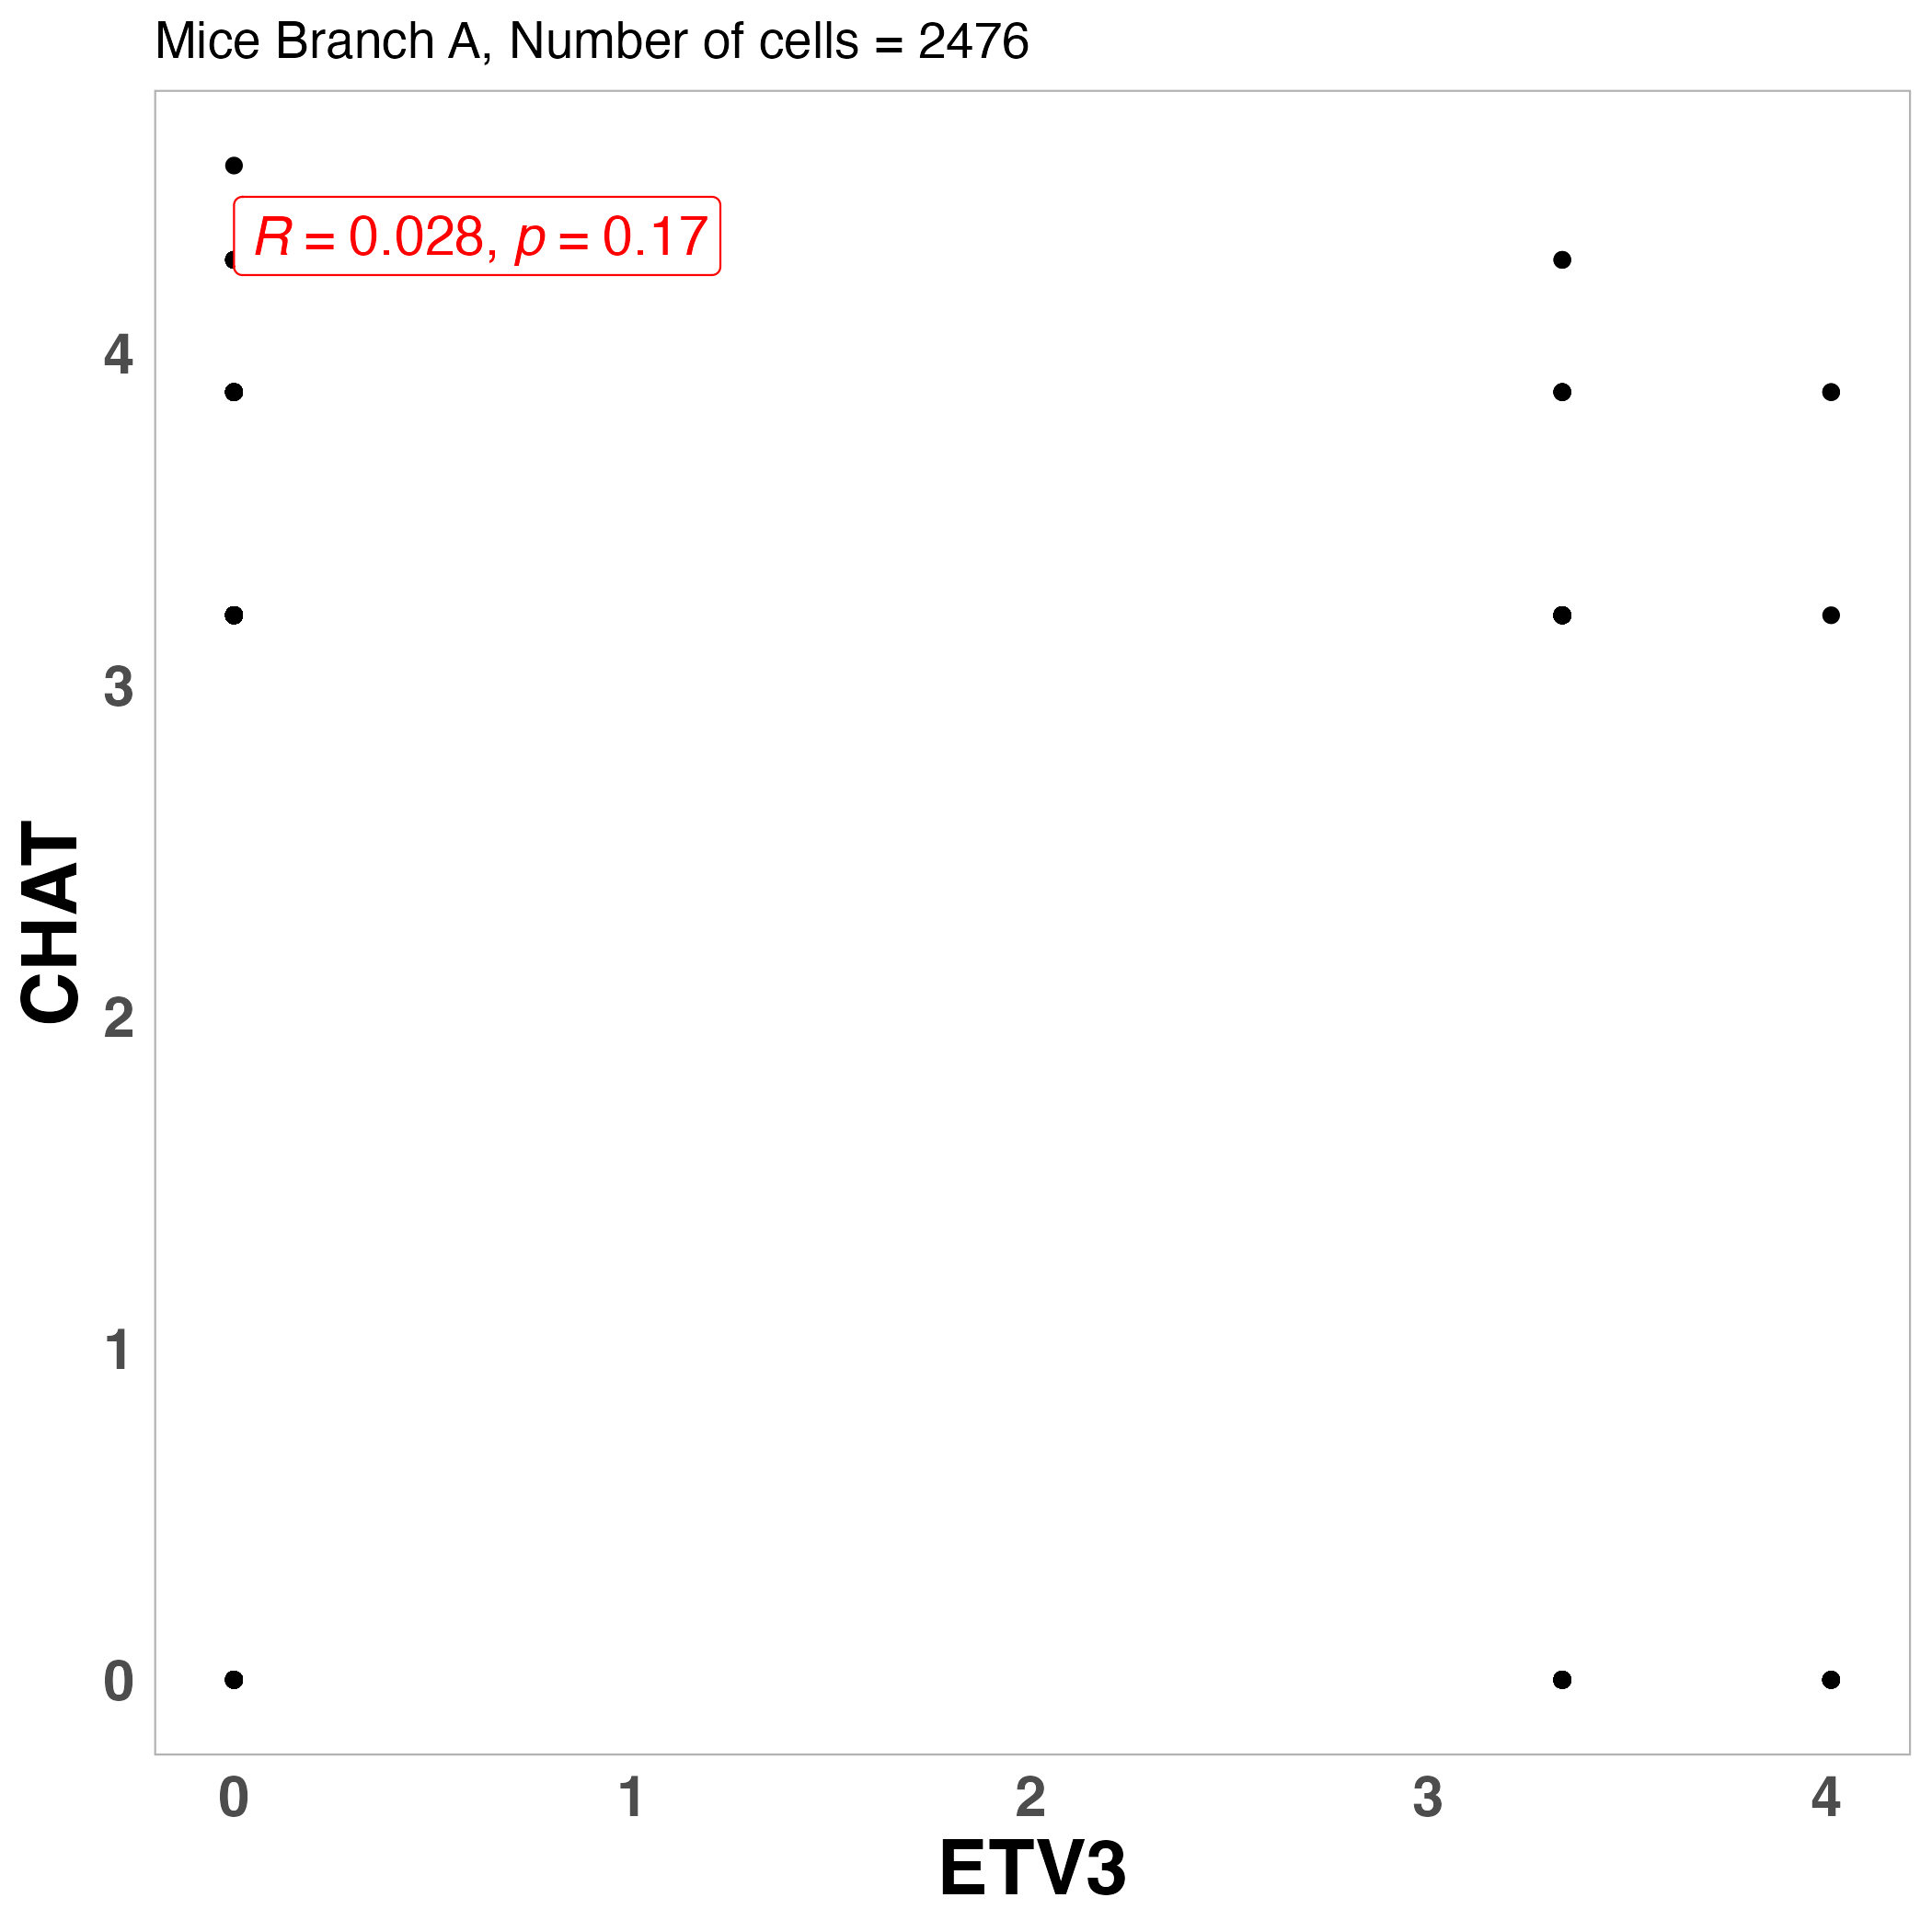 Mice Branch A, Number of cells = 2476
R = 0.028, p = 0.17
4
3
2
1
0
CHAT
0 1 2 3 4
ETV3